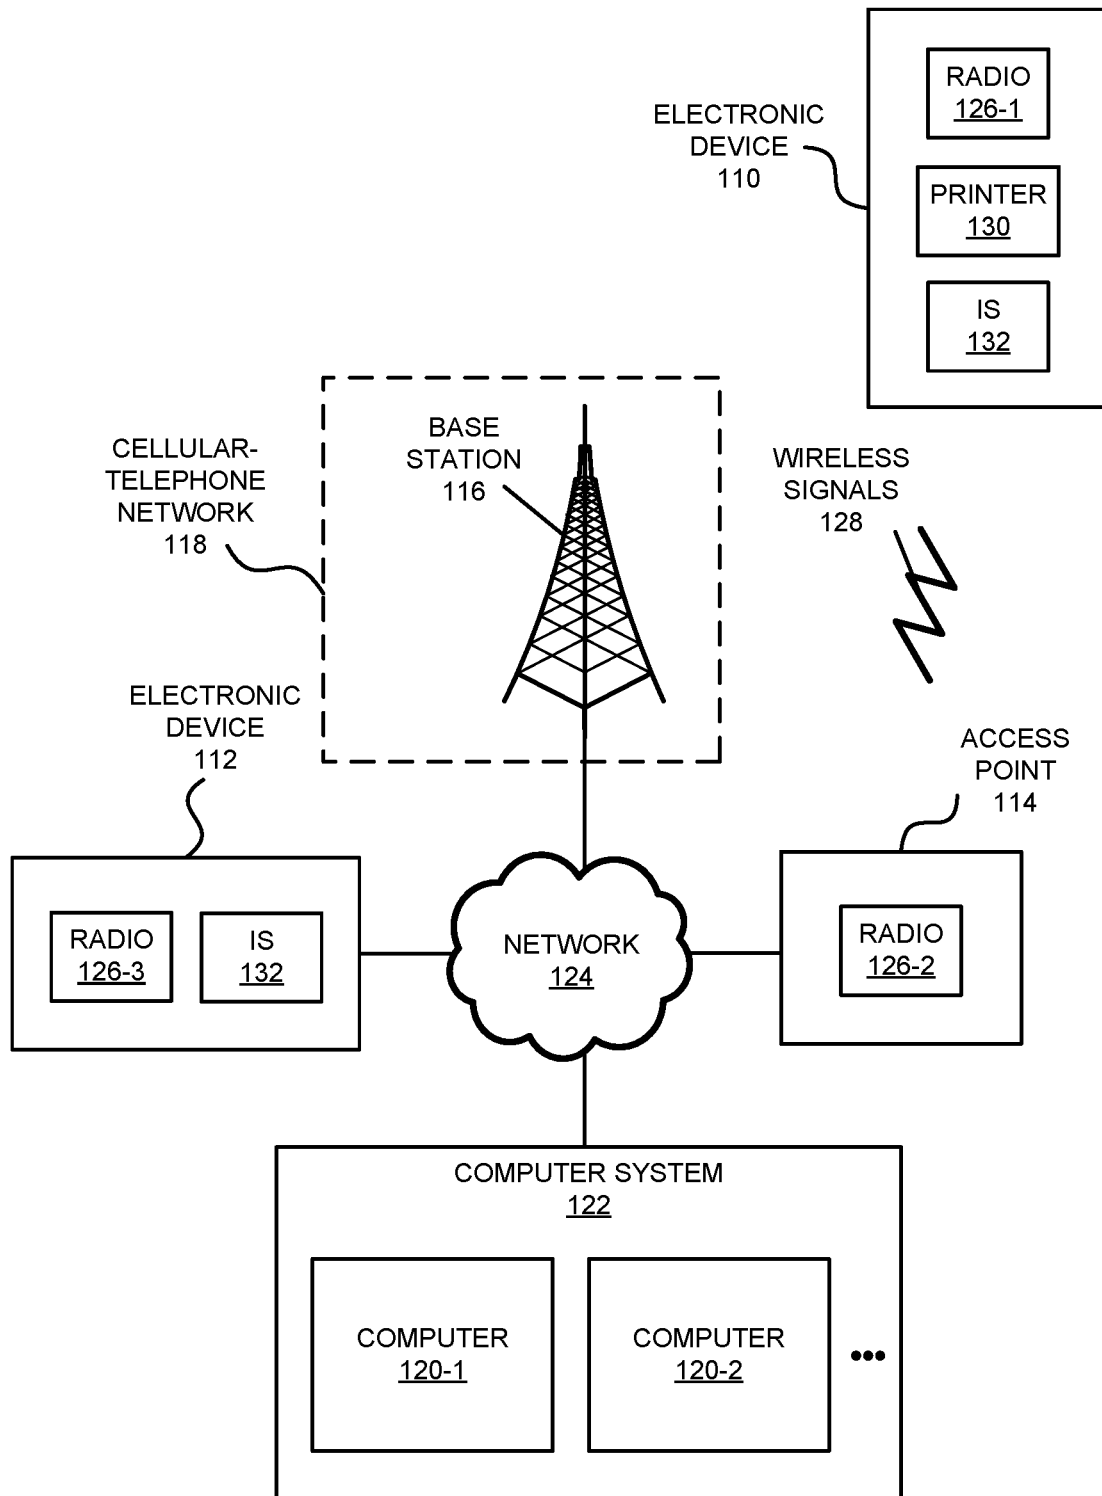 ELECTRONIC
DEVICE
110
RADIO
126-1
PRINTER
130
IS
132
CELLULAR-
TELEPHONE
NETWORK
118
BASE
STATION
116
WIRELESS
SIGNALS
128
ELECTRONIC
DEVICE
112
ACCESS
POINT
114
RADIO
126-3
IS
132
NETWORK
124
RADIO
126-2
COMPUTER SYSTEM
122
COMPUTER
120-1
COMPUTER
120-2
•••